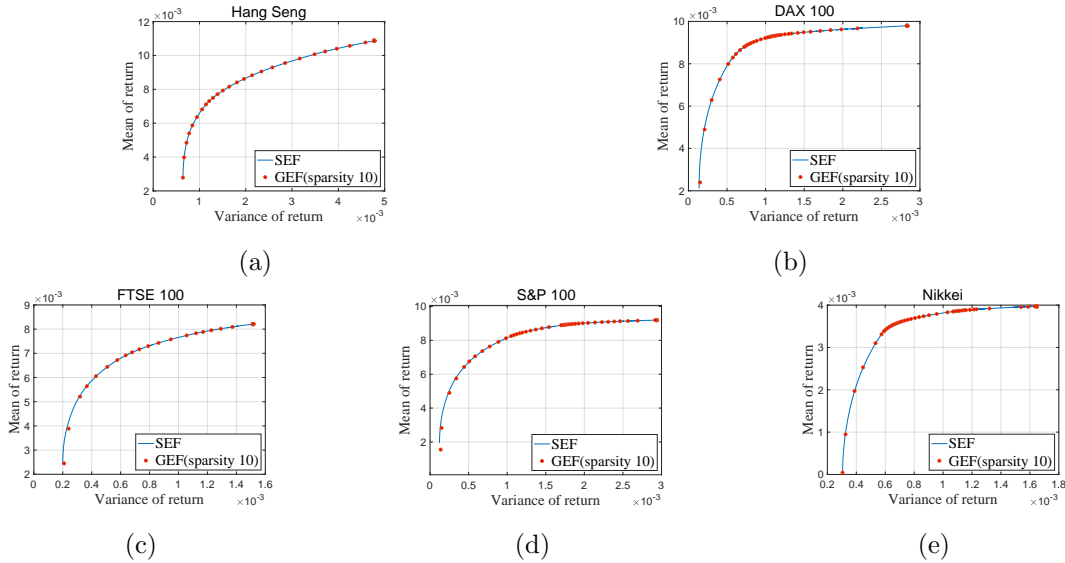 Hang Seng
×10⁻³
12
10
8
6
4
2
Mean of return
SEF
GEF(sparsity 10)
0 1 2 3 4 5
Variance of return
×10⁻³
(a)
DAX 100
×10⁻³
10
8
6
4
2
Mean of return
SEF
GEF(sparsity 10)
0 0.5 1 1.5 2 2.5 3
Variance of return
×10⁻³
(b)
FTSE 100
×10⁻³
9
8
7
6
5
4
3
2
Mean of return
SEF
GEF(sparsity 10)
0 0.2 0.4 0.6 0.8 1 1.2 1.4 1.6
Variance of return
×10⁻³
(c)
S&P 100
×10⁻³
10
8
6
4
2
Mean of return
SEF
GEF(sparsity 10)
0 0.5 1 1.5 2 2.5 3
Variance of return
×10⁻³
(d)
Nikkei
×10⁻³
4
3
2
1
0
Mean of return
SEF
GEF(sparsity 10)
0.2 0.4 0.6 0.8 1 1.2 1.4 1.6 1.8
Variance of return
×10⁻³
(e)